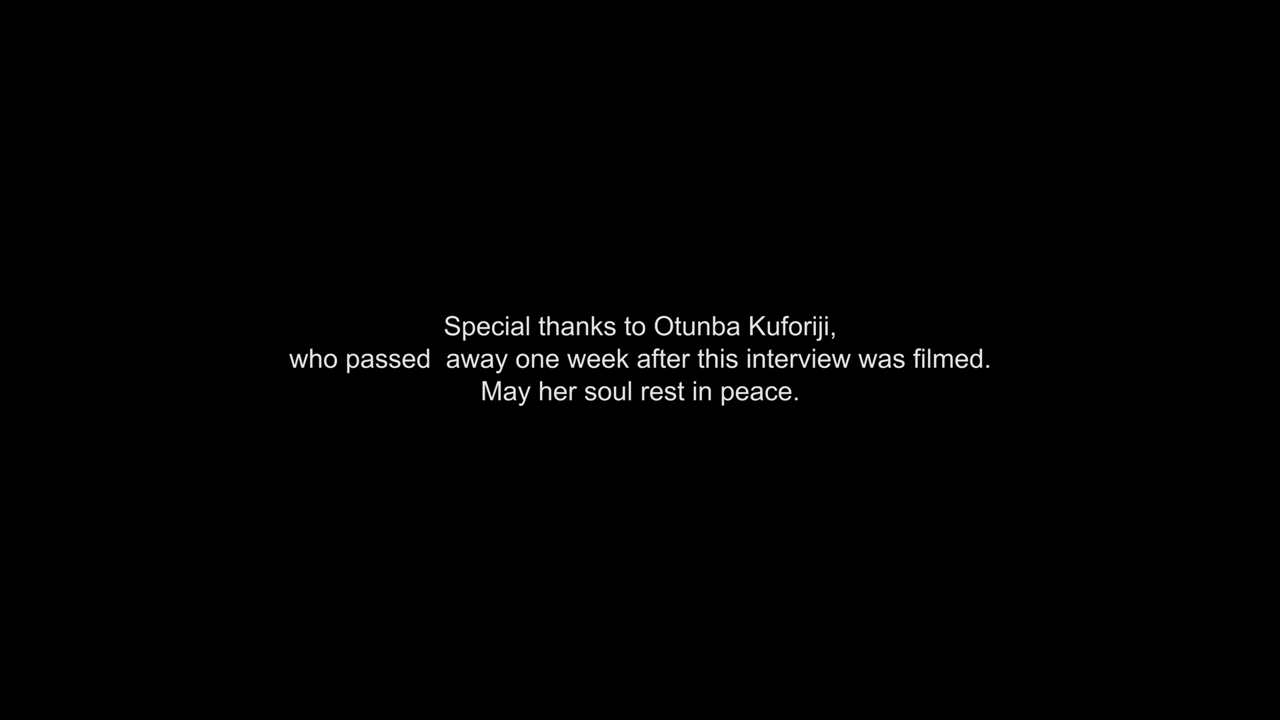 Special thanks to Otunba Kuforiji,
who passed  away one week after this interview was filmed.
May her soul rest in peace.